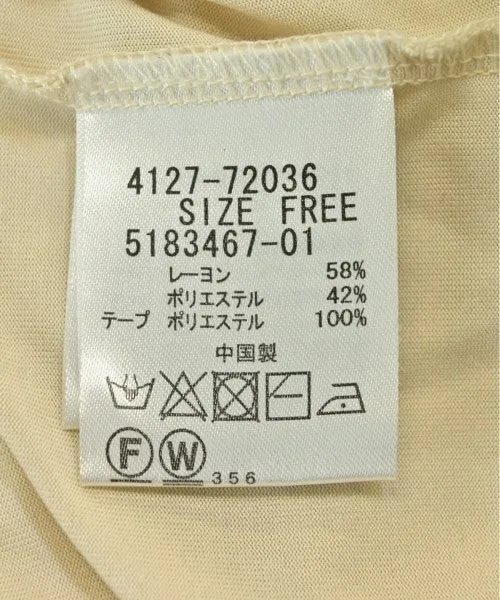 4127-72036
SIZE FREE
5183467-01
レーヨン 58%
ポリエステル 42%
テープ ポリエステル 100%
中国製
F W 356